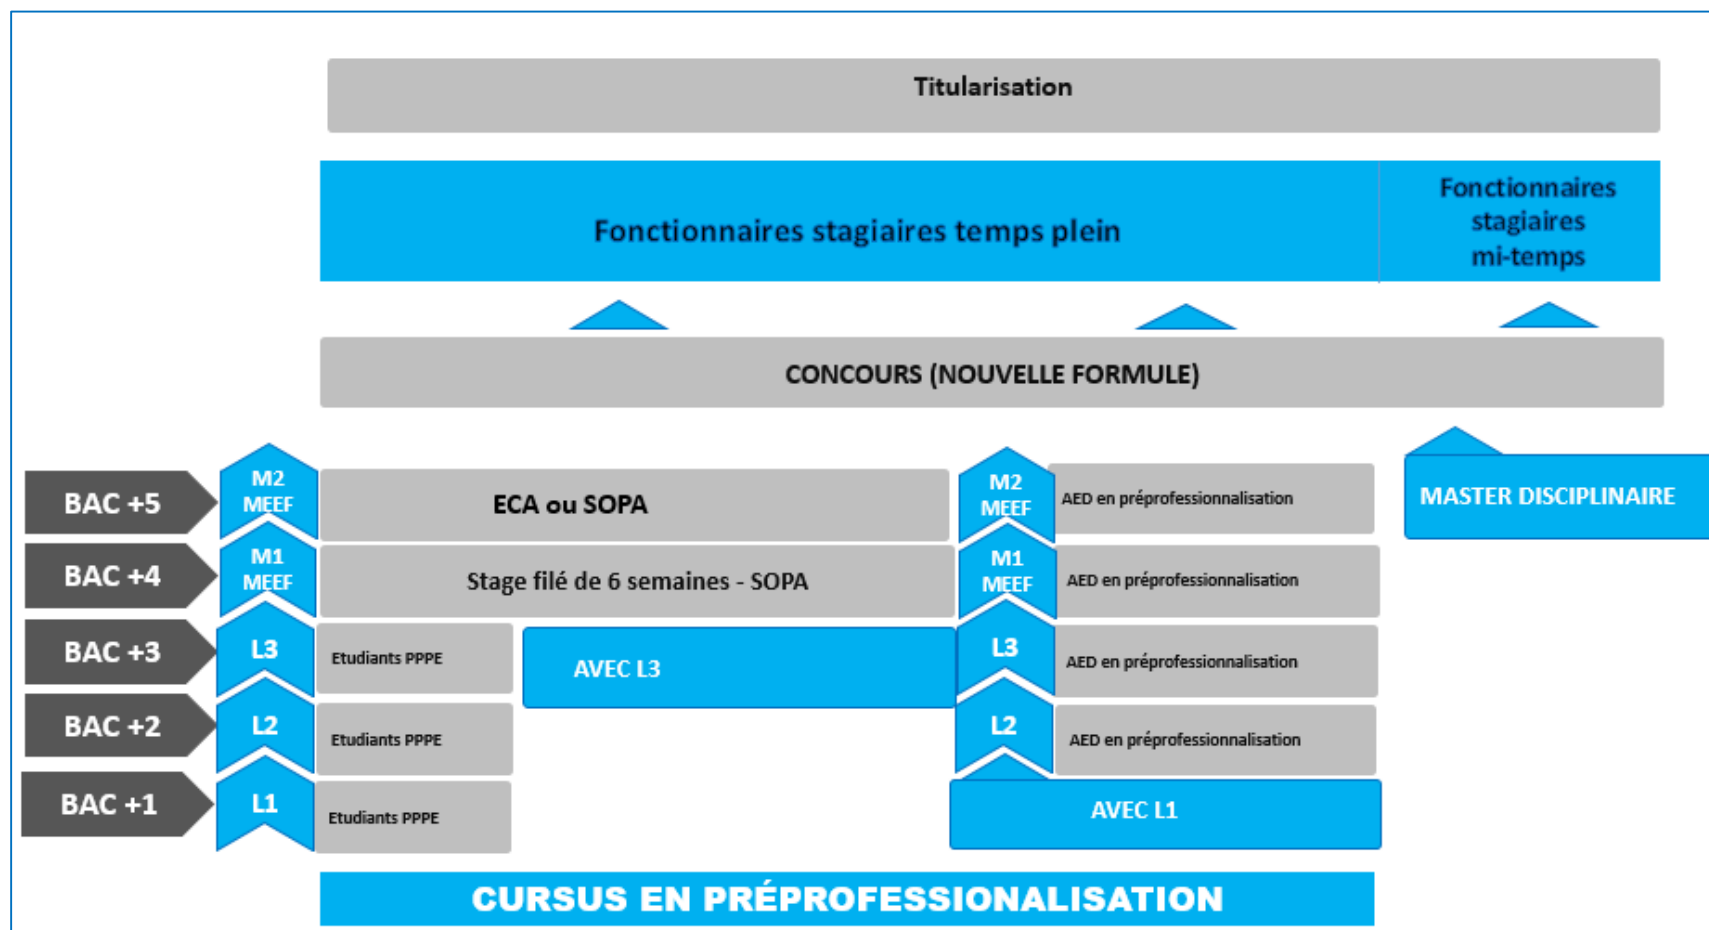 Titularisation
Fonctionnaires stagiaires temps plein
Fonctionnaires
stagiaires
mi-temps
CONCOURS (NOUVELLE FORMULE)
BAC +5
M2
MEEF
ECA ou SOPA
M2
MEEF
AED en préprofessionnalisation
MASTER DISCIPLINAIRE
BAC +4
M1
MEEF
Stage filé de 6 semaines - SOPA
M1
MEEF
AED en préprofessionnalisation
BAC +3
L3
Etudiants PPPE
AVEC L3
L3
AED en préprofessionnalisation
BAC +2
L2
Etudiants PPPE
L2
AED en préprofessionnalisation
BAC +1
L1
Etudiants PPPE
AVEC L1
CURSUS EN PRÉPROFESSIONALISATION